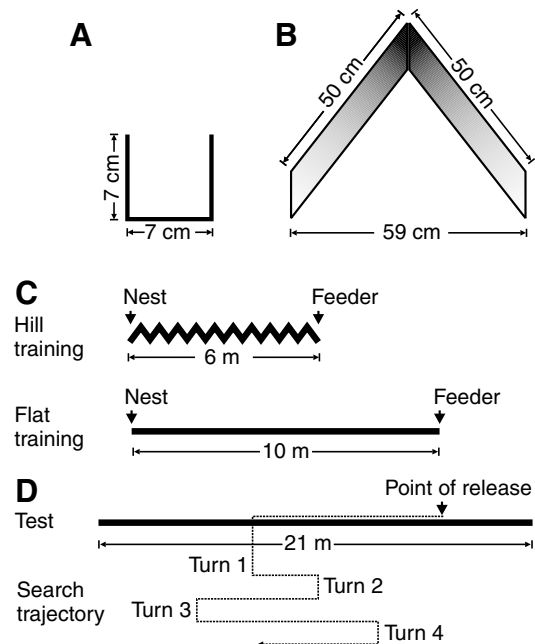 A
B
50 cm
50 cm
7 cm
7 cm
59 cm
C
Nest
Feeder
Hill
training
6 m
Nest
Feeder
Flat
training
10 m
D
Point of release
Test
21 m
Turn 1
Turn 2
Search
trajectory
Turn 3
Turn 4